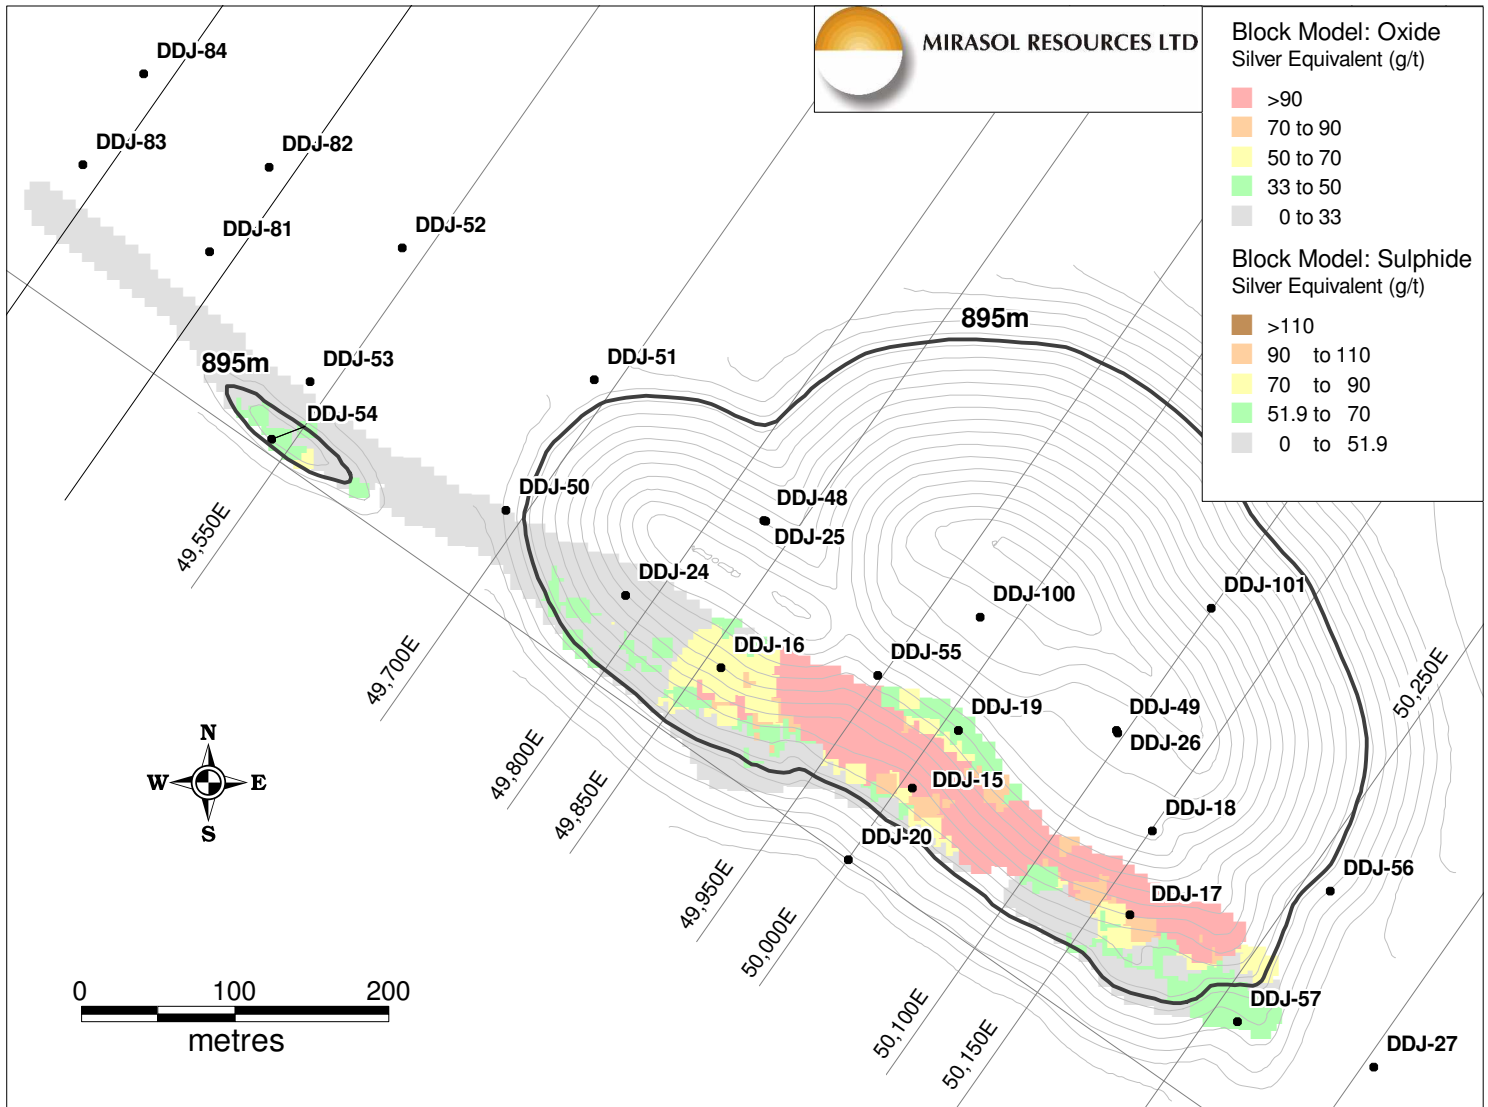 MIRASOL RESOURCES LTD
Block Model: Oxide
Silver Equivalent (g/t)
>90
70 to 90
50 to 70
33 to 50
0 to 33
Block Model: Sulphide
Silver Equivalent (g/t)
>110
90 to 110
70 to 90
51.9 to 70
0 to 51.9
DDJ-84
DDJ-83
DDJ-82
DDJ-81
DDJ-52
895m
895m
DDJ-53
DDJ-51
DDJ-54
DDJ-50
DDJ-48
DDJ-25
DDJ-24
DDJ-100
DDJ-101
DDJ-16
DDJ-55
DDJ-19
DDJ-49
DDJ-26
DDJ-15
DDJ-18
DDJ-20
DDJ-56
DDJ-17
DDJ-57
DDJ-27
49,550E
49,700E
49,800E
49,850E
49,950E
50,000E
50,100E
50,150E
50,250E
N
W E
S
0 100 200
metres